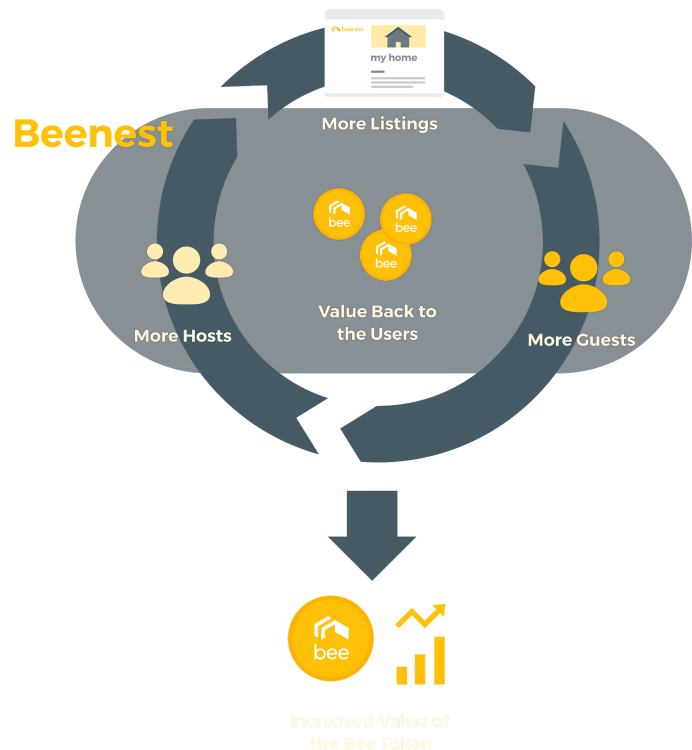 beenest
my home
More Listings
Beenest
bee
bee
bee
Value Back to
the Users
More Hosts
More Guests
bee
Increased Value of
the Bee Token